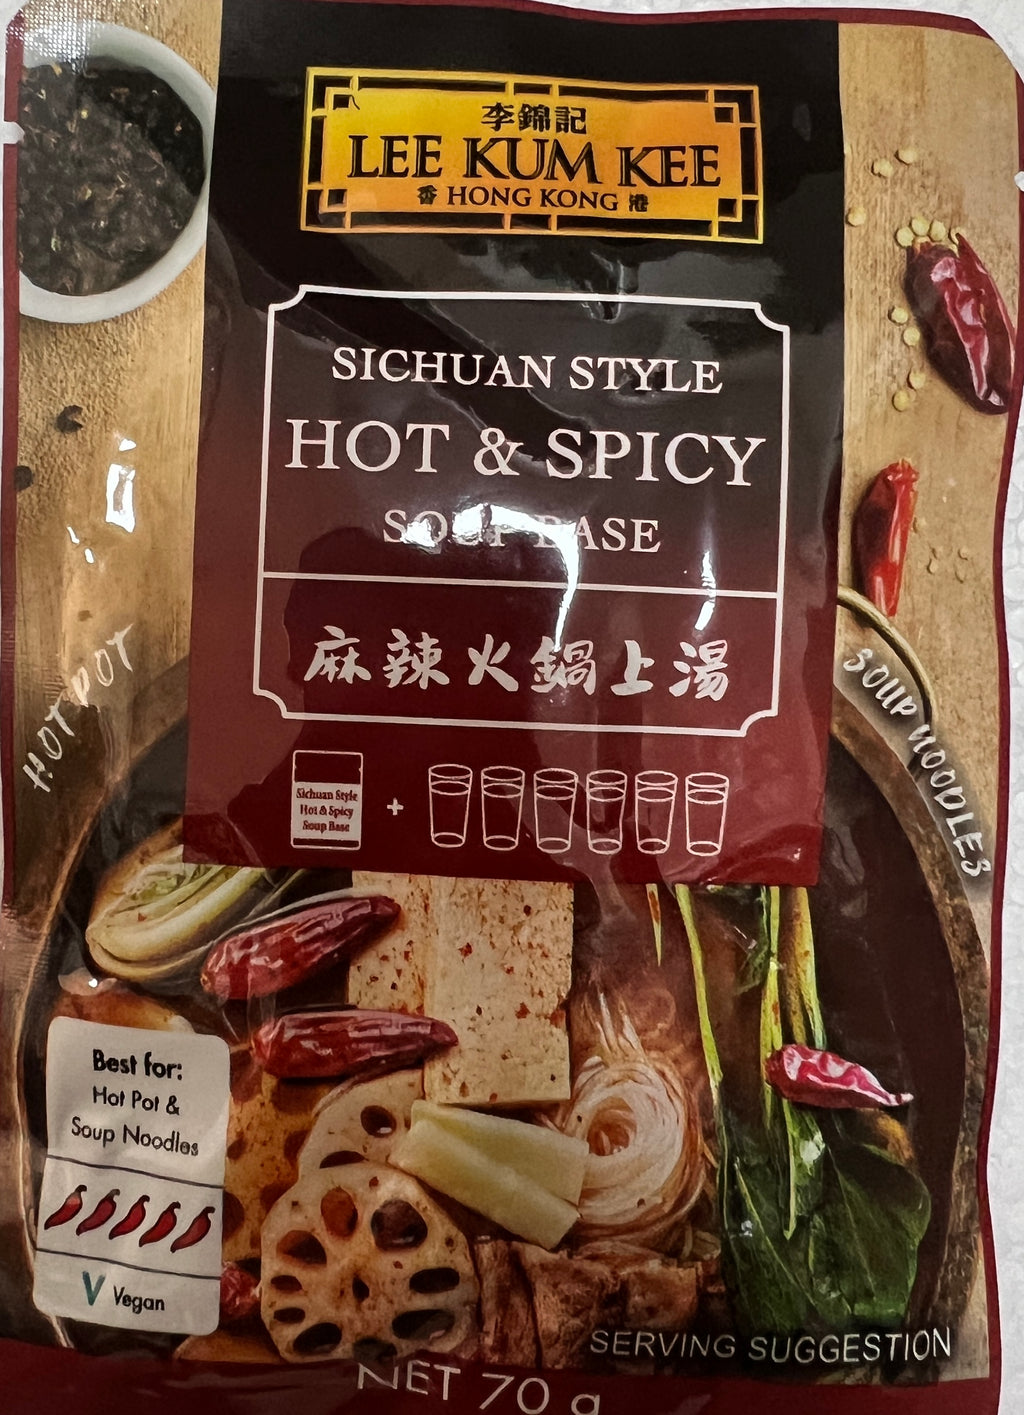 李錦記
LEE KUM KEE
香 HONG KONG 港
SICHUAN STYLE
HOT & SPICY
SOUP BASE
麻辣火鍋上湯
HOT POT
SOUP NOODLES
Sichuan Style
Hot & Spicy
Soup Base
+
Best for:
Hot Pot &
Soup Noodles
V Vegan
SERVING SUGGESTION
NET 70 g